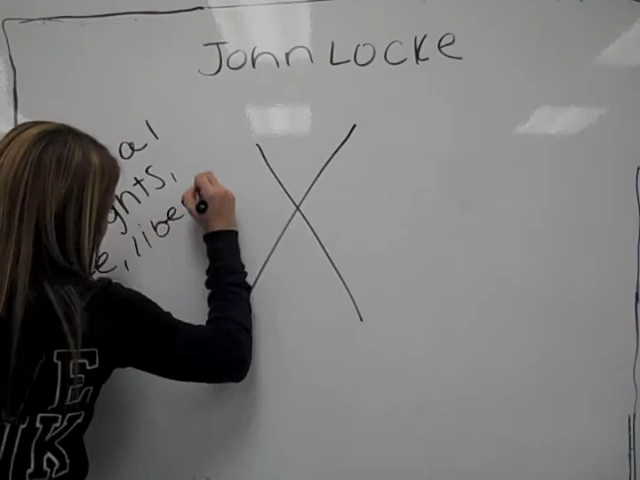 John LOCKE
al
ghts,
e, libe
E
K